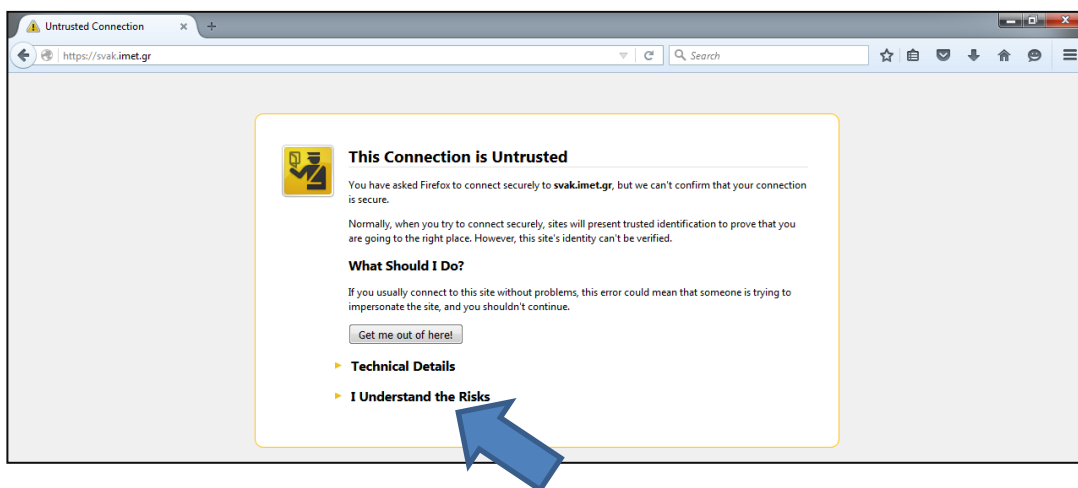 Untrusted Connection
https://svak.imet.gr
Search
This Connection is Untrusted
You have asked Firefox to connect securely to svak.imet.gr, but we can't confirm that your connection
is secure.
Normally, when you try to connect securely, sites will present trusted identification to prove that you
are going to the right place. However, this site's identity can't be verified.
What Should I Do?
If you usually connect to this site without problems, this error could mean that someone is trying to
impersonate the site, and you shouldn't continue.
Get me out of here!
Technical Details
I Understand the Risks